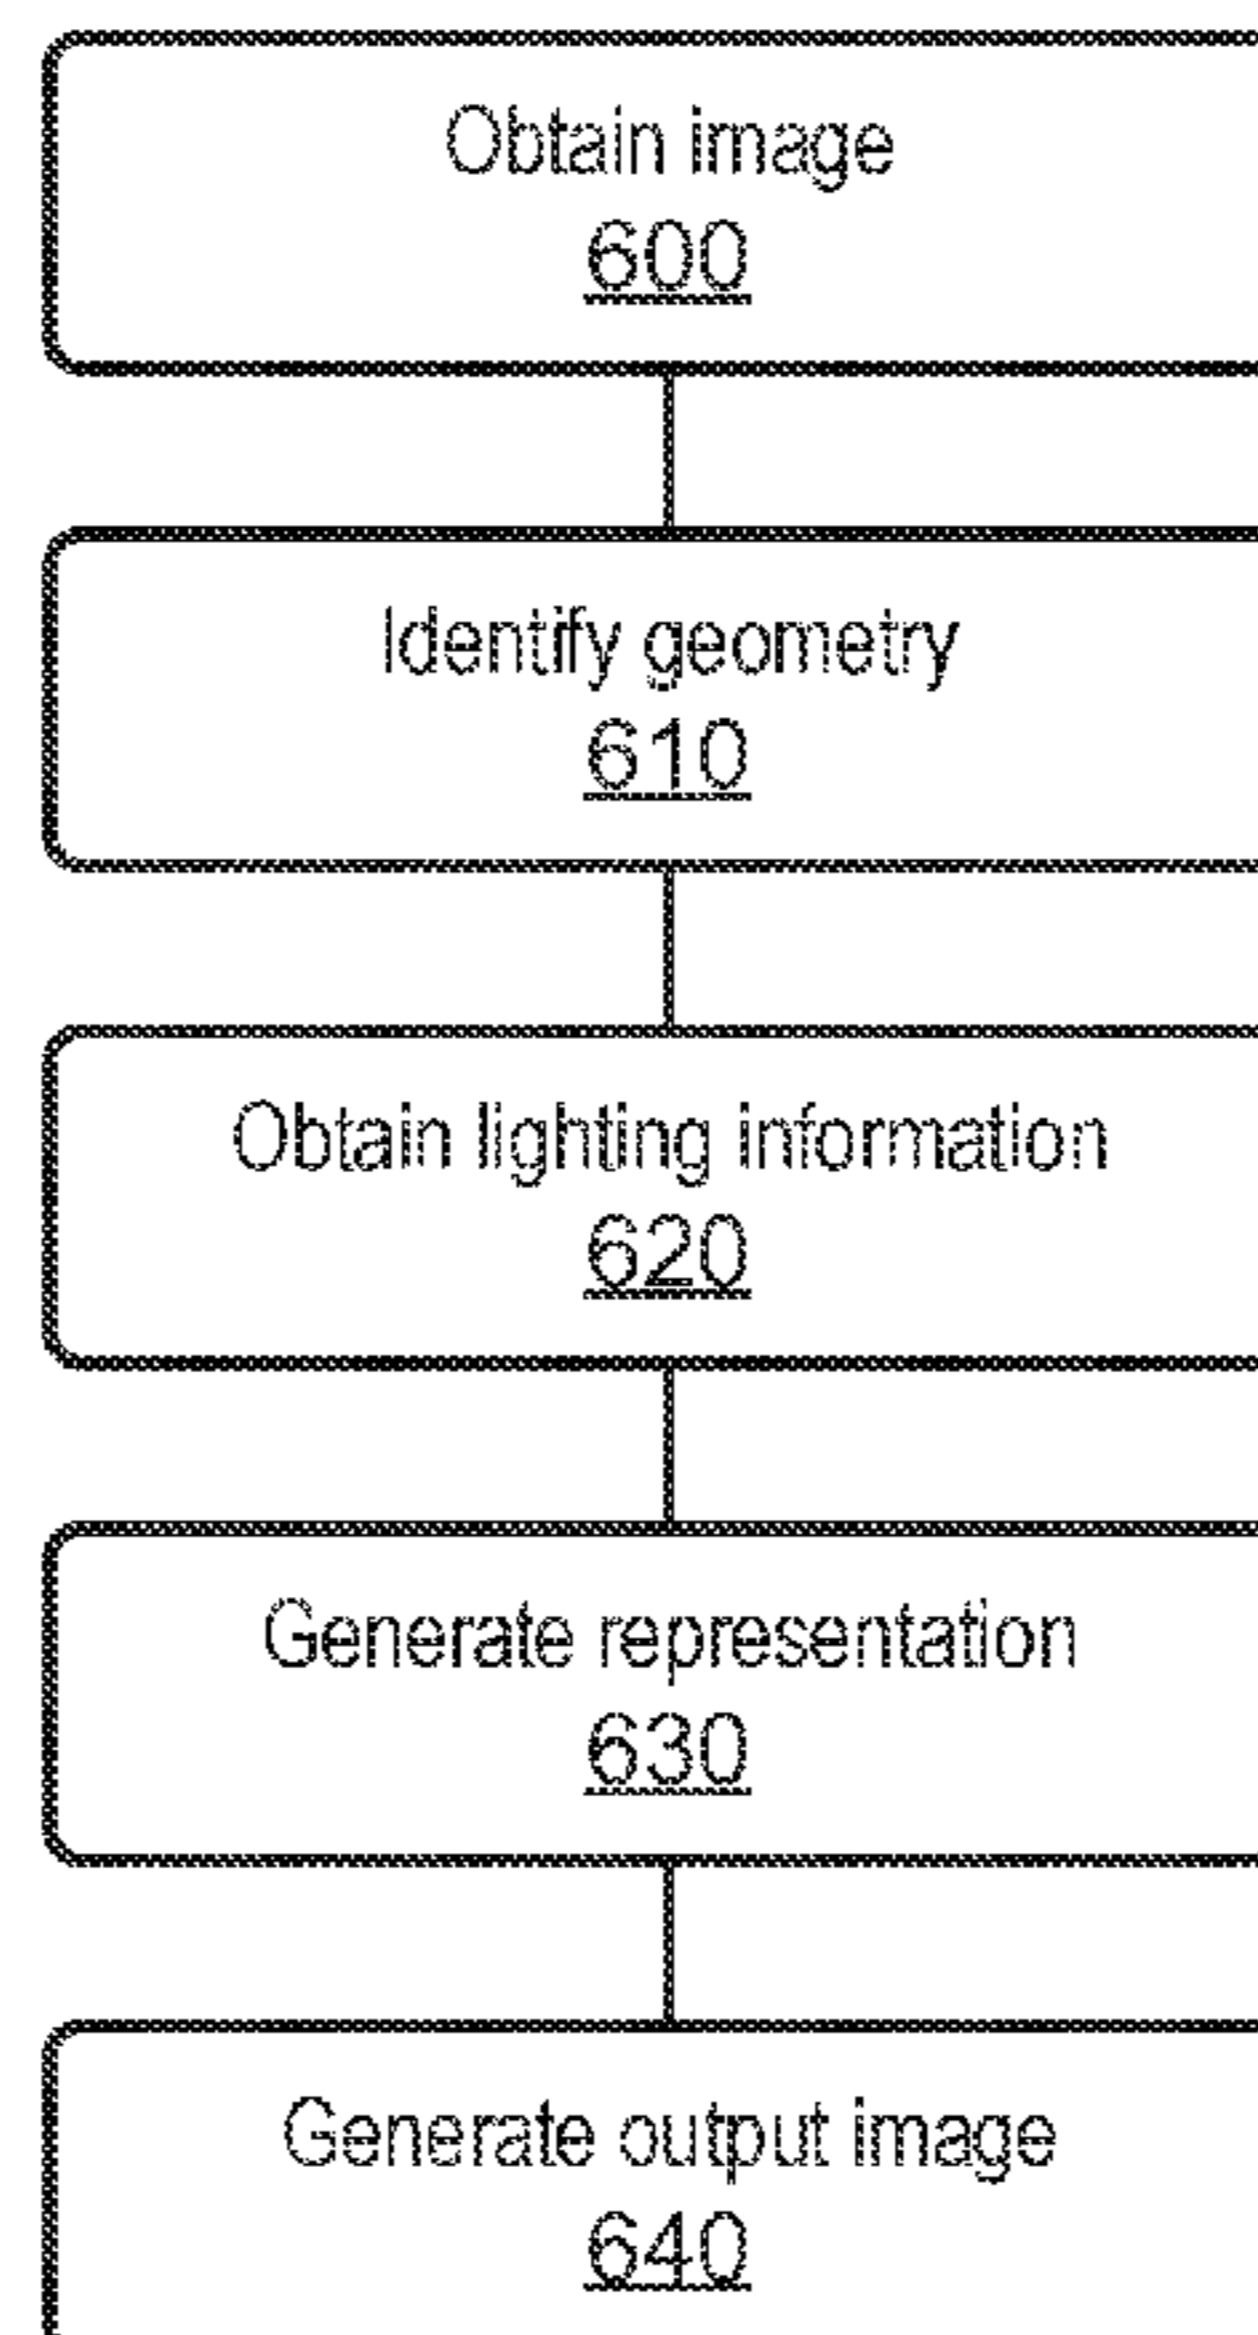 Obtain image
600
Identify geometry
610
Obtain lighting information
620
Generate representation
630
Generate output image
640